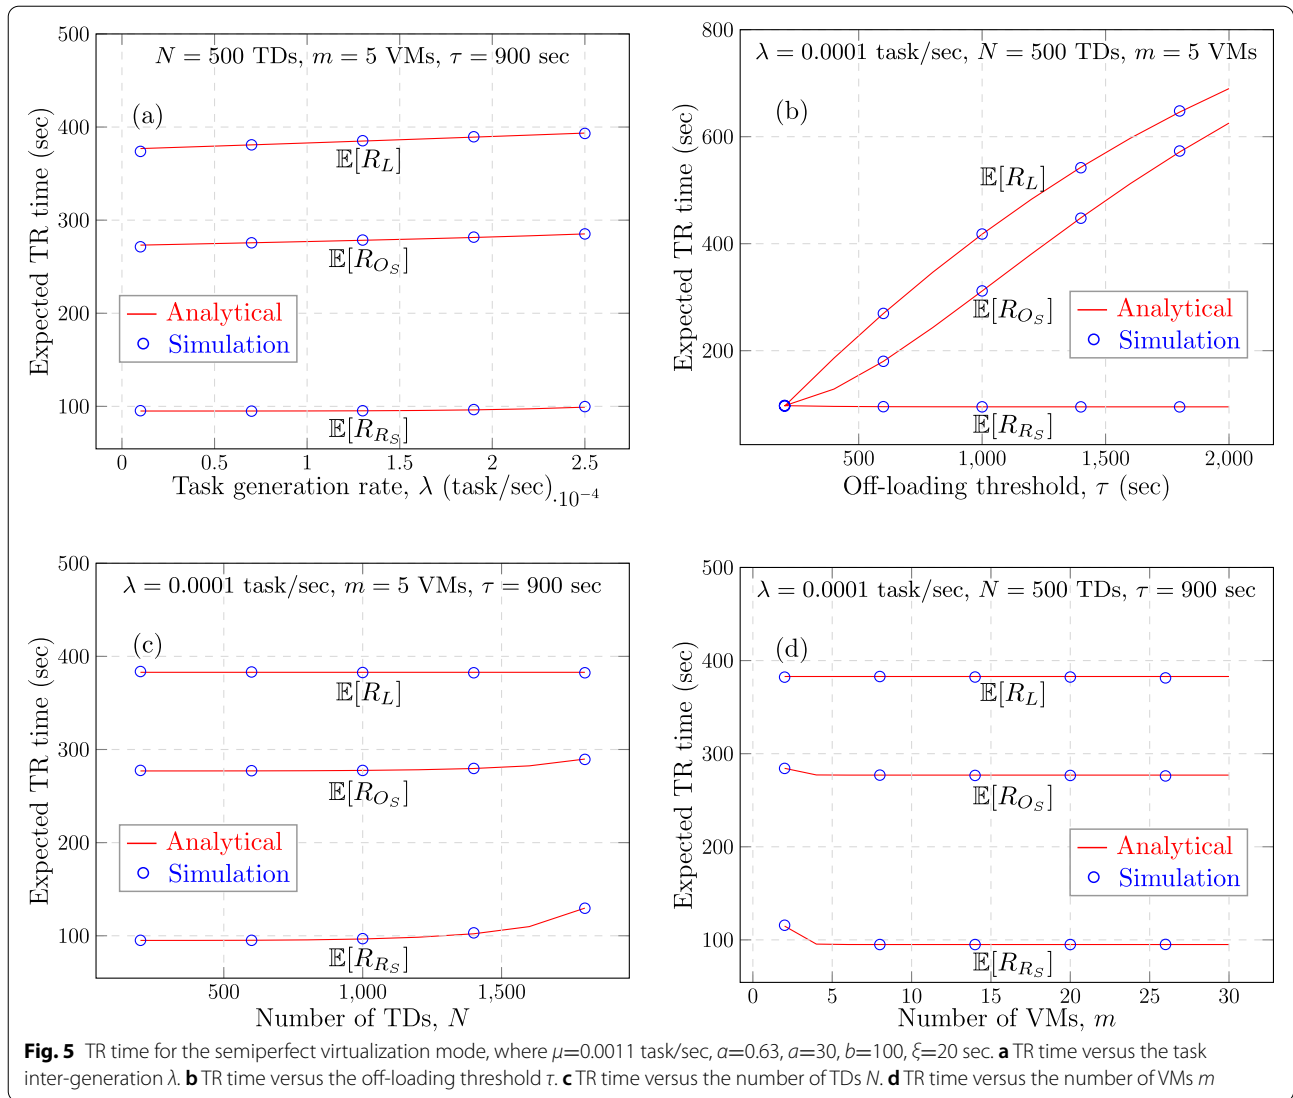 N = 500 TDs, m = 5 VMs, τ = 900 sec
(a)
500
400
300
200
100
Expected TR time (sec)
𝔼[R_L]
𝔼[R_{O_S}]
Analytical
Simulation
𝔼[R_{R_S}]
0 0.5 1 1.5 2 2.5
Task generation rate, λ (task/sec) ·10⁻⁴
λ = 0.0001 task/sec, N = 500 TDs, m = 5 VMs
(b)
800
600
400
200
Expected TR time (sec)
𝔼[R_L]
𝔼[R_{O_S}]
Analytical
Simulation
𝔼[R_{R_S}]
500 1,000 1,500 2,000
Off-loading threshold, τ (sec)
λ = 0.0001 task/sec, m = 5 VMs, τ = 900 sec
(c)
500
400
300
200
100
Expected TR time (sec)
𝔼[R_L]
𝔼[R_{O_S}]
Analytical
Simulation
𝔼[R_{R_S}]
500 1,000 1,500
Number of TDs, N
λ = 0.0001 task/sec, N = 500 TDs, τ = 900 sec
(d)
500
400
300
200
100
Expected TR time (sec)
𝔼[R_L]
𝔼[R_{O_S}]
Analytical
Simulation
𝔼[R_{R_S}]
0 5 10 15 20 25 30
Number of VMs, m
Fig. 5 TR time for the semiperfect virtualization mode, where μ=0.0011 task/sec, α=0.63, a=30, b=100, ξ=20 sec. a TR time versus the task
inter-generation λ. b TR time versus the off-loading threshold τ. c TR time versus the number of TDs N. d TR time versus the number of VMs m